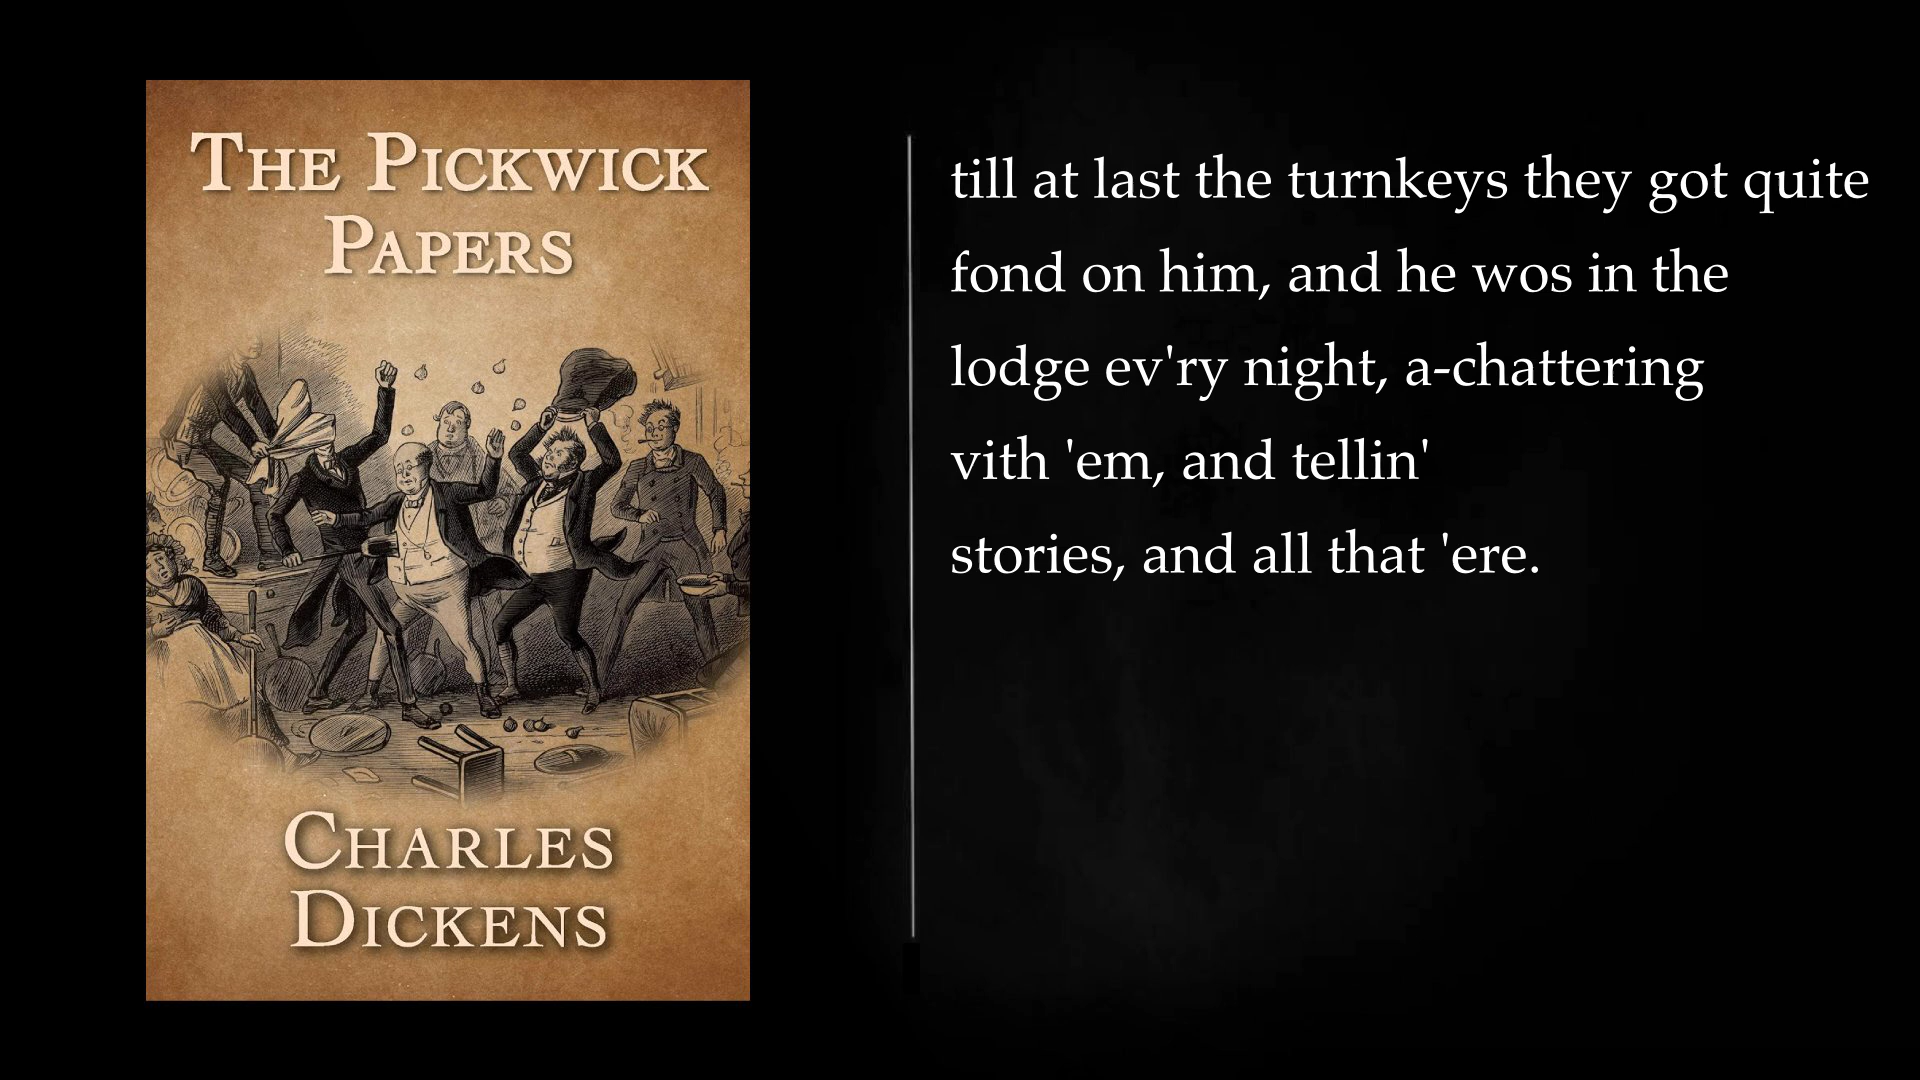 THE PICKWICK
PAPERS
CHARLES
DICKENS
till at last the turnkeys they got quite
fond on him, and he wos in the
lodge ev'ry night, a-chattering
vith 'em, and tellin'
stories, and all that 'ere.